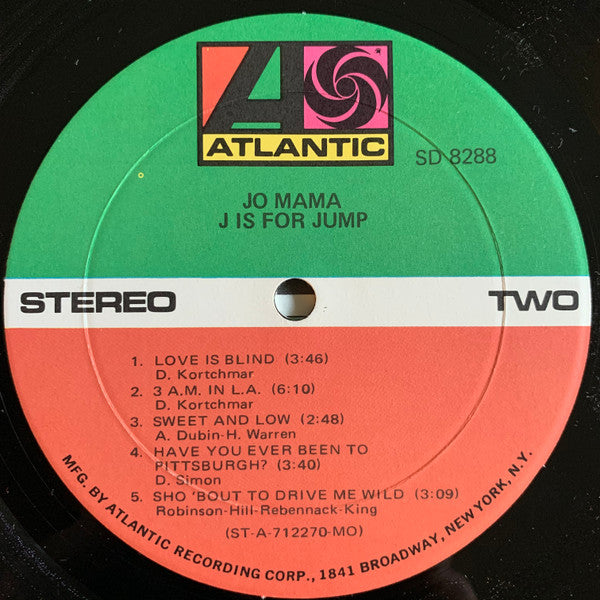 ATLANTIC
SD 8288
JO MAMA
J IS FOR JUMP
STEREO
TWO
1. LOVE IS BLIND (3:46)
D. Kortchmar
2. 3 A.M. IN L.A. (6:10)
D. Kortchmar
3. SWEET AND LOW (2:48)
A. Dubin-H. Warren
4. HAVE YOU EVER BEEN TO
PITTSBURGH? (3:40)
D. Simon
5. SHO 'BOUT TO DRIVE ME WILD (3:09)
Robinson-Hill-Rebennack-King
(ST-A-712270-MO)
MFG. BY ATLANTIC RECORDING CORP., 1841 BROADWAY, NEW YORK, N.Y.